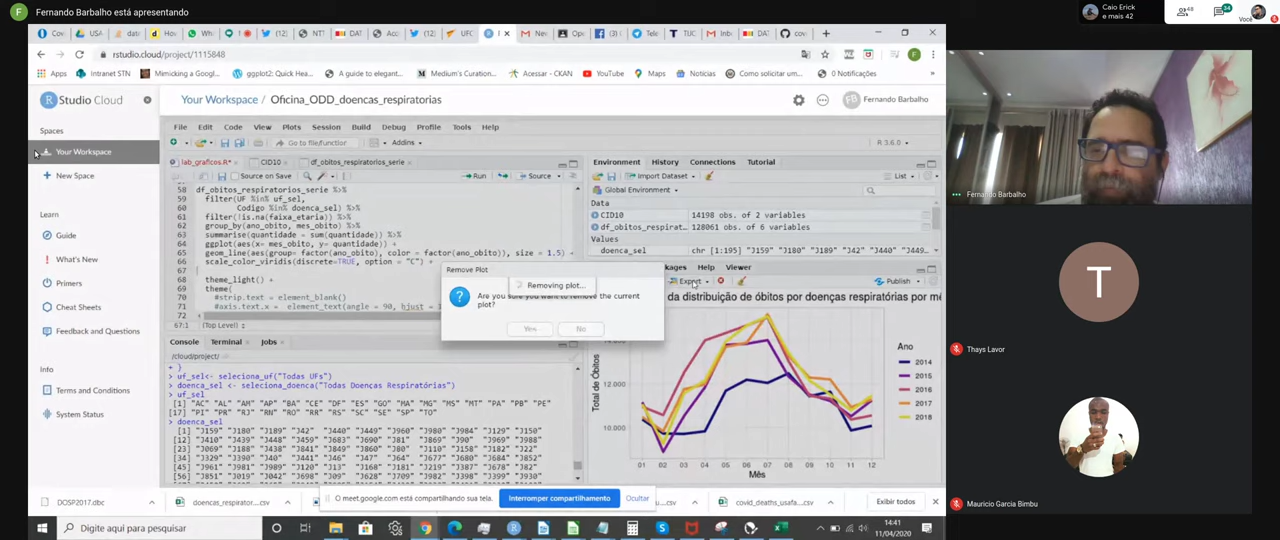 F Fernando Barbalho está apresentando
Caio Erick
e mais 42
48
34
Você
rstudio.cloud/project/1115848
Apps
Intranet STN
Mimicking a Googl...
ggplot2: Quick Hea...
A guide to elegant...
Medium's Curation...
Acessar - CKAN
YouTube
Maps
Notícias
Como solicitar um...
0 Notificações
R Studio Cloud
Your Workspace / Oficina_ODD_doencas_respiratorias
FB Fernando Barbalho
Spaces
Your Workspace
New Space
Learn
Guide
What's New
Primers
Cheat Sheets
Feedback and Questions
Info
Terms and Conditions
System Status
File Edit Code View Plots Session Build Debug Profile Tools Help
Go to file/function
Addins
R 3.6.0
lab_graficos.R* CID10 df_obitos_respiratorios_serie
Source on Save
Run
Source
58 df_obitos_respiratorios_serie %>%
59 filter(UF %in% uf_sel,
60 Codigo %in% doenca_sel) %>%
61 filter(!is.na(faixa_etaria)) %>%
62 group_by(ano_obito, mes_obito) %>%
63 summarise(quantidade = sum(quantidade)) %>%
64 ggplot(aes(x= mes_obito, y= quantidade)) +
65 geom_line(aes(group= factor(ano_obito), color = factor(ano_obito)), size = 1.5) +
66 scale_color_viridis(discrete=TRUE, option = "C") +
67
68 theme_light() +
69 theme(
70 #strip.text = element_blank()
71 #axis.text.x = element_text(angle = 90, hjust = 1
72
67:1 (Top Level)
Console Terminal Jobs
/cloud/project/
+ }
> uf_sel<- seleciona_uf("Todas UFs")
> doenca_sel <- seleciona_doenca("Todas Doenças Respiratórias")
> uf_sel
[1] "AC" "AL" "AM" "AP" "BA" "CE" "DF" "ES" "GO" "MA" "MG" "MS" "MT" "PA" "PB" "PE"
[17] "PI" "PR" "RJ" "RN" "RO" "RR" "RS" "SC" "SE" "SP" "TO"
> doenca_sel
[1] "J159" "J180" "J189" "J42" "J440" "J449" "J960" "J980" "J984" "J129" "J150"
Environment History Connections Tutorial
Import Dataset
List
Global Environment
Data
CID10 14198 obs. of 2 variables
df_obitos_respirat... 128061 obs. of 6 variables
Values
doenca_sel chr [1:195] "J159" "J180" "J189" "J42" "J440" "J449...
Help Viewer
Export
Publish
Remove Plot
Removing plot...
Are you sure you want to remove the current
plot?
Yes No
da distribuição de óbitos por doenças respiratórias por mê
Total de Óbitos
12.000
10.000
01 02 03 04 05 06 07 08 09 10 11 12
Mês
Ano
2014
2015
2016
2017
2018
DOSP2017.dbc
doencas_respirator....csv
O meet.google.com está compartilhando sua tela.
Interromper compartilhamento
Ocultar
covid_deaths_usafa....csv
Exibir todos
Digite aqui para pesquisar
14:41
11/04/2020
Fernando Barbalho
T
Thays Lavor
Mauricio Garcia Bimbu